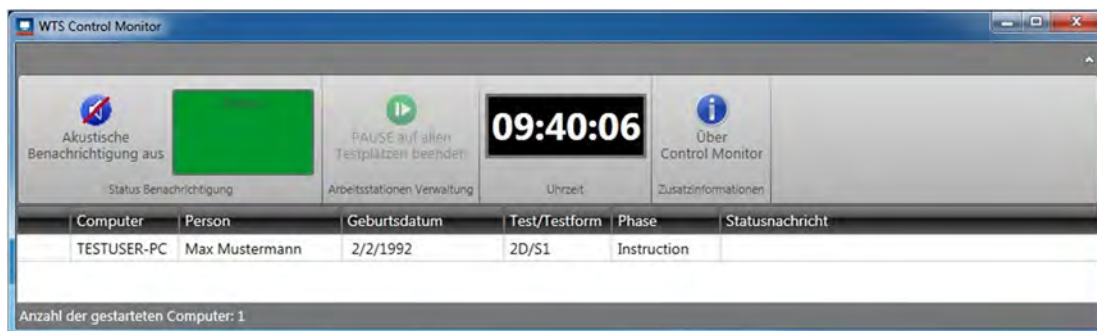 WTS Control Monitor
Akustische
Benachrichtigung aus
PAUSE auf allen
Testplätzen beenden
09:40:06
Über
Control Monitor
Status Benachrichtigung
Arbeitsstationen Verwaltung
Uhrzeit
Zusatzinformationen
Computer Person Geburtsdatum Test/Testform Phase Statusnachricht
TESTUSER-PC Max Mustermann 2/2/1992 2D/S1 Instruction
Anzahl der gestarteten Computer: 1